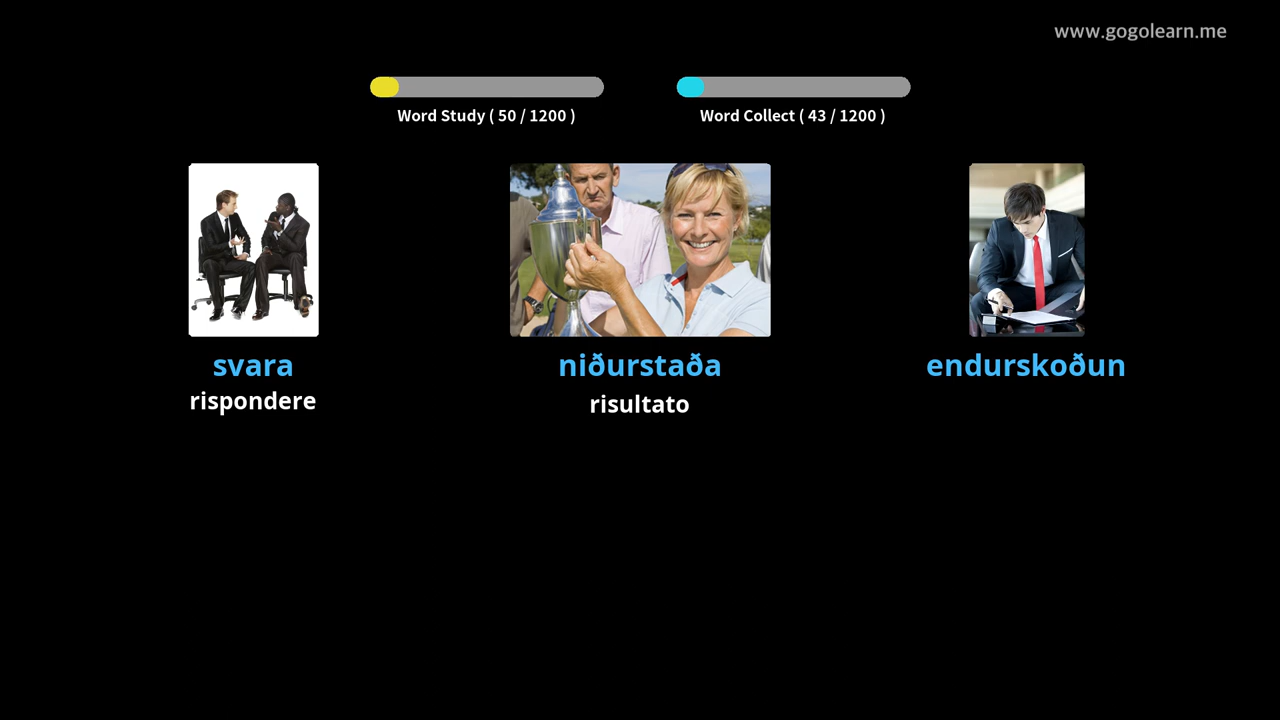 www.gogolearn.me
Word Study ( 50 / 1200 )
Word Collect ( 43 / 1200 )
svara
rispondere
niðurstaða
risultato
endurskoðun